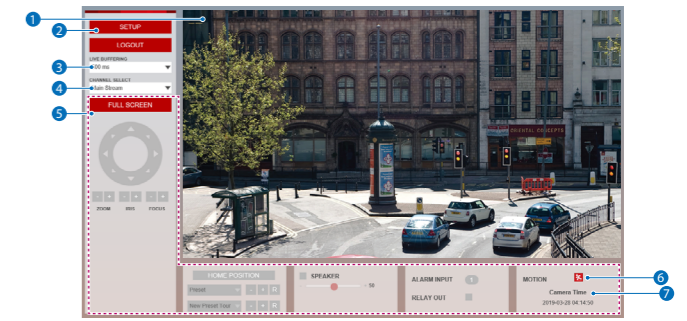 1
2
SETUP
LOGOUT
LIVE BUFFERING
3
00 ms
CHANNEL SELECT
4
Main Stream
5
FULL SCREEN
- + - + - +
ZOOM IRIS FOCUS
ORIENTAL CONCEPTS
HOME POSITION
Preset - + R
New Preset Tour - + R
SPEAKER
50
ALARM INPUT 1
RELAY OUT
MOTION
6
Camera Time
7
2019-03-28 04:14:50